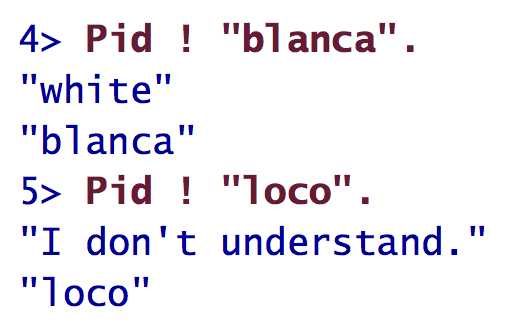 4> Pid ! "blanca".
"white"
"blanca"
5> Pid ! "loco".
"I don't understand."
"loco"